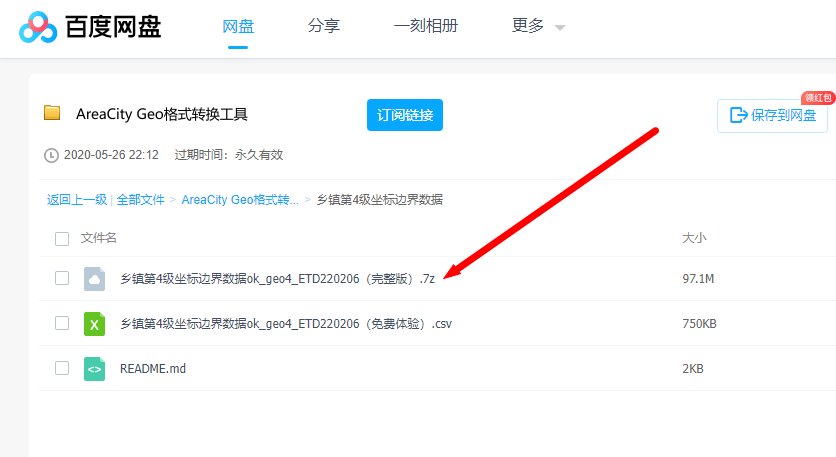 百度网盘 网盘 分享 一刻相册 更多
领红包
AreaCity Geo格式转换工具 订阅链接 保存到网盘
2020-05-26 22:12 过期时间：永久有效
返回上一级 | 全部文件 > AreaCity Geo格式转... > 乡镇第4级坐标边界数据
文件名 大小
乡镇第4级坐标边界数据ok_geo4_ETD220206（完整版）.7z 97.1M
X 乡镇第4级坐标边界数据ok_geo4_ETD220206（免费体验）.csv 750KB
<> README.md 2KB